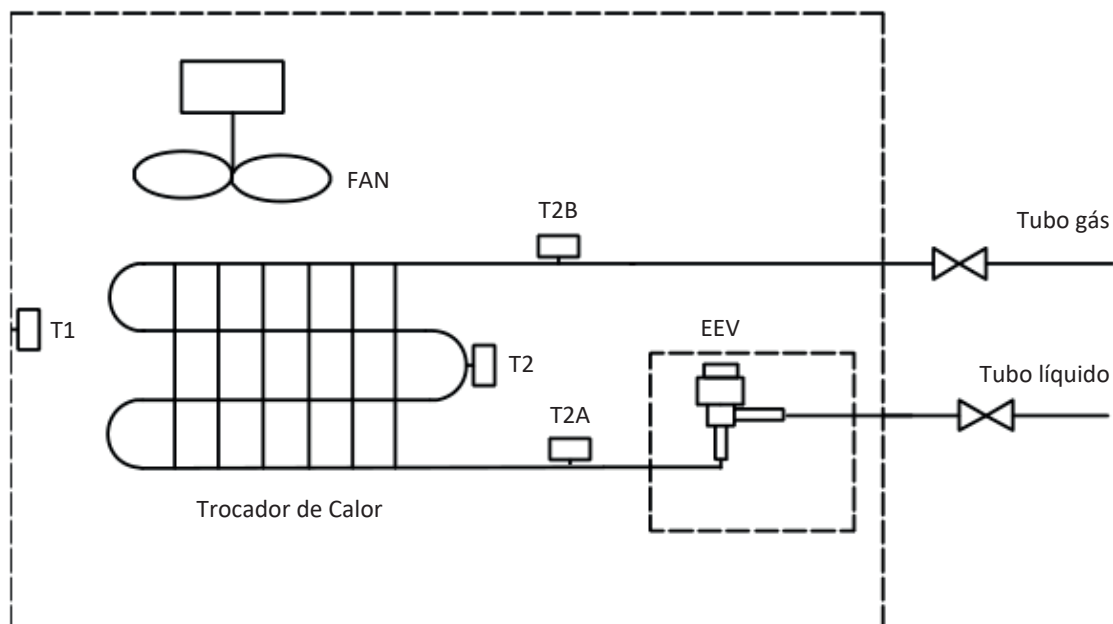 FAN
T2B
Tubo gás
T1
EEV
T2
Tubo líquido
T2A
Trocador de Calor